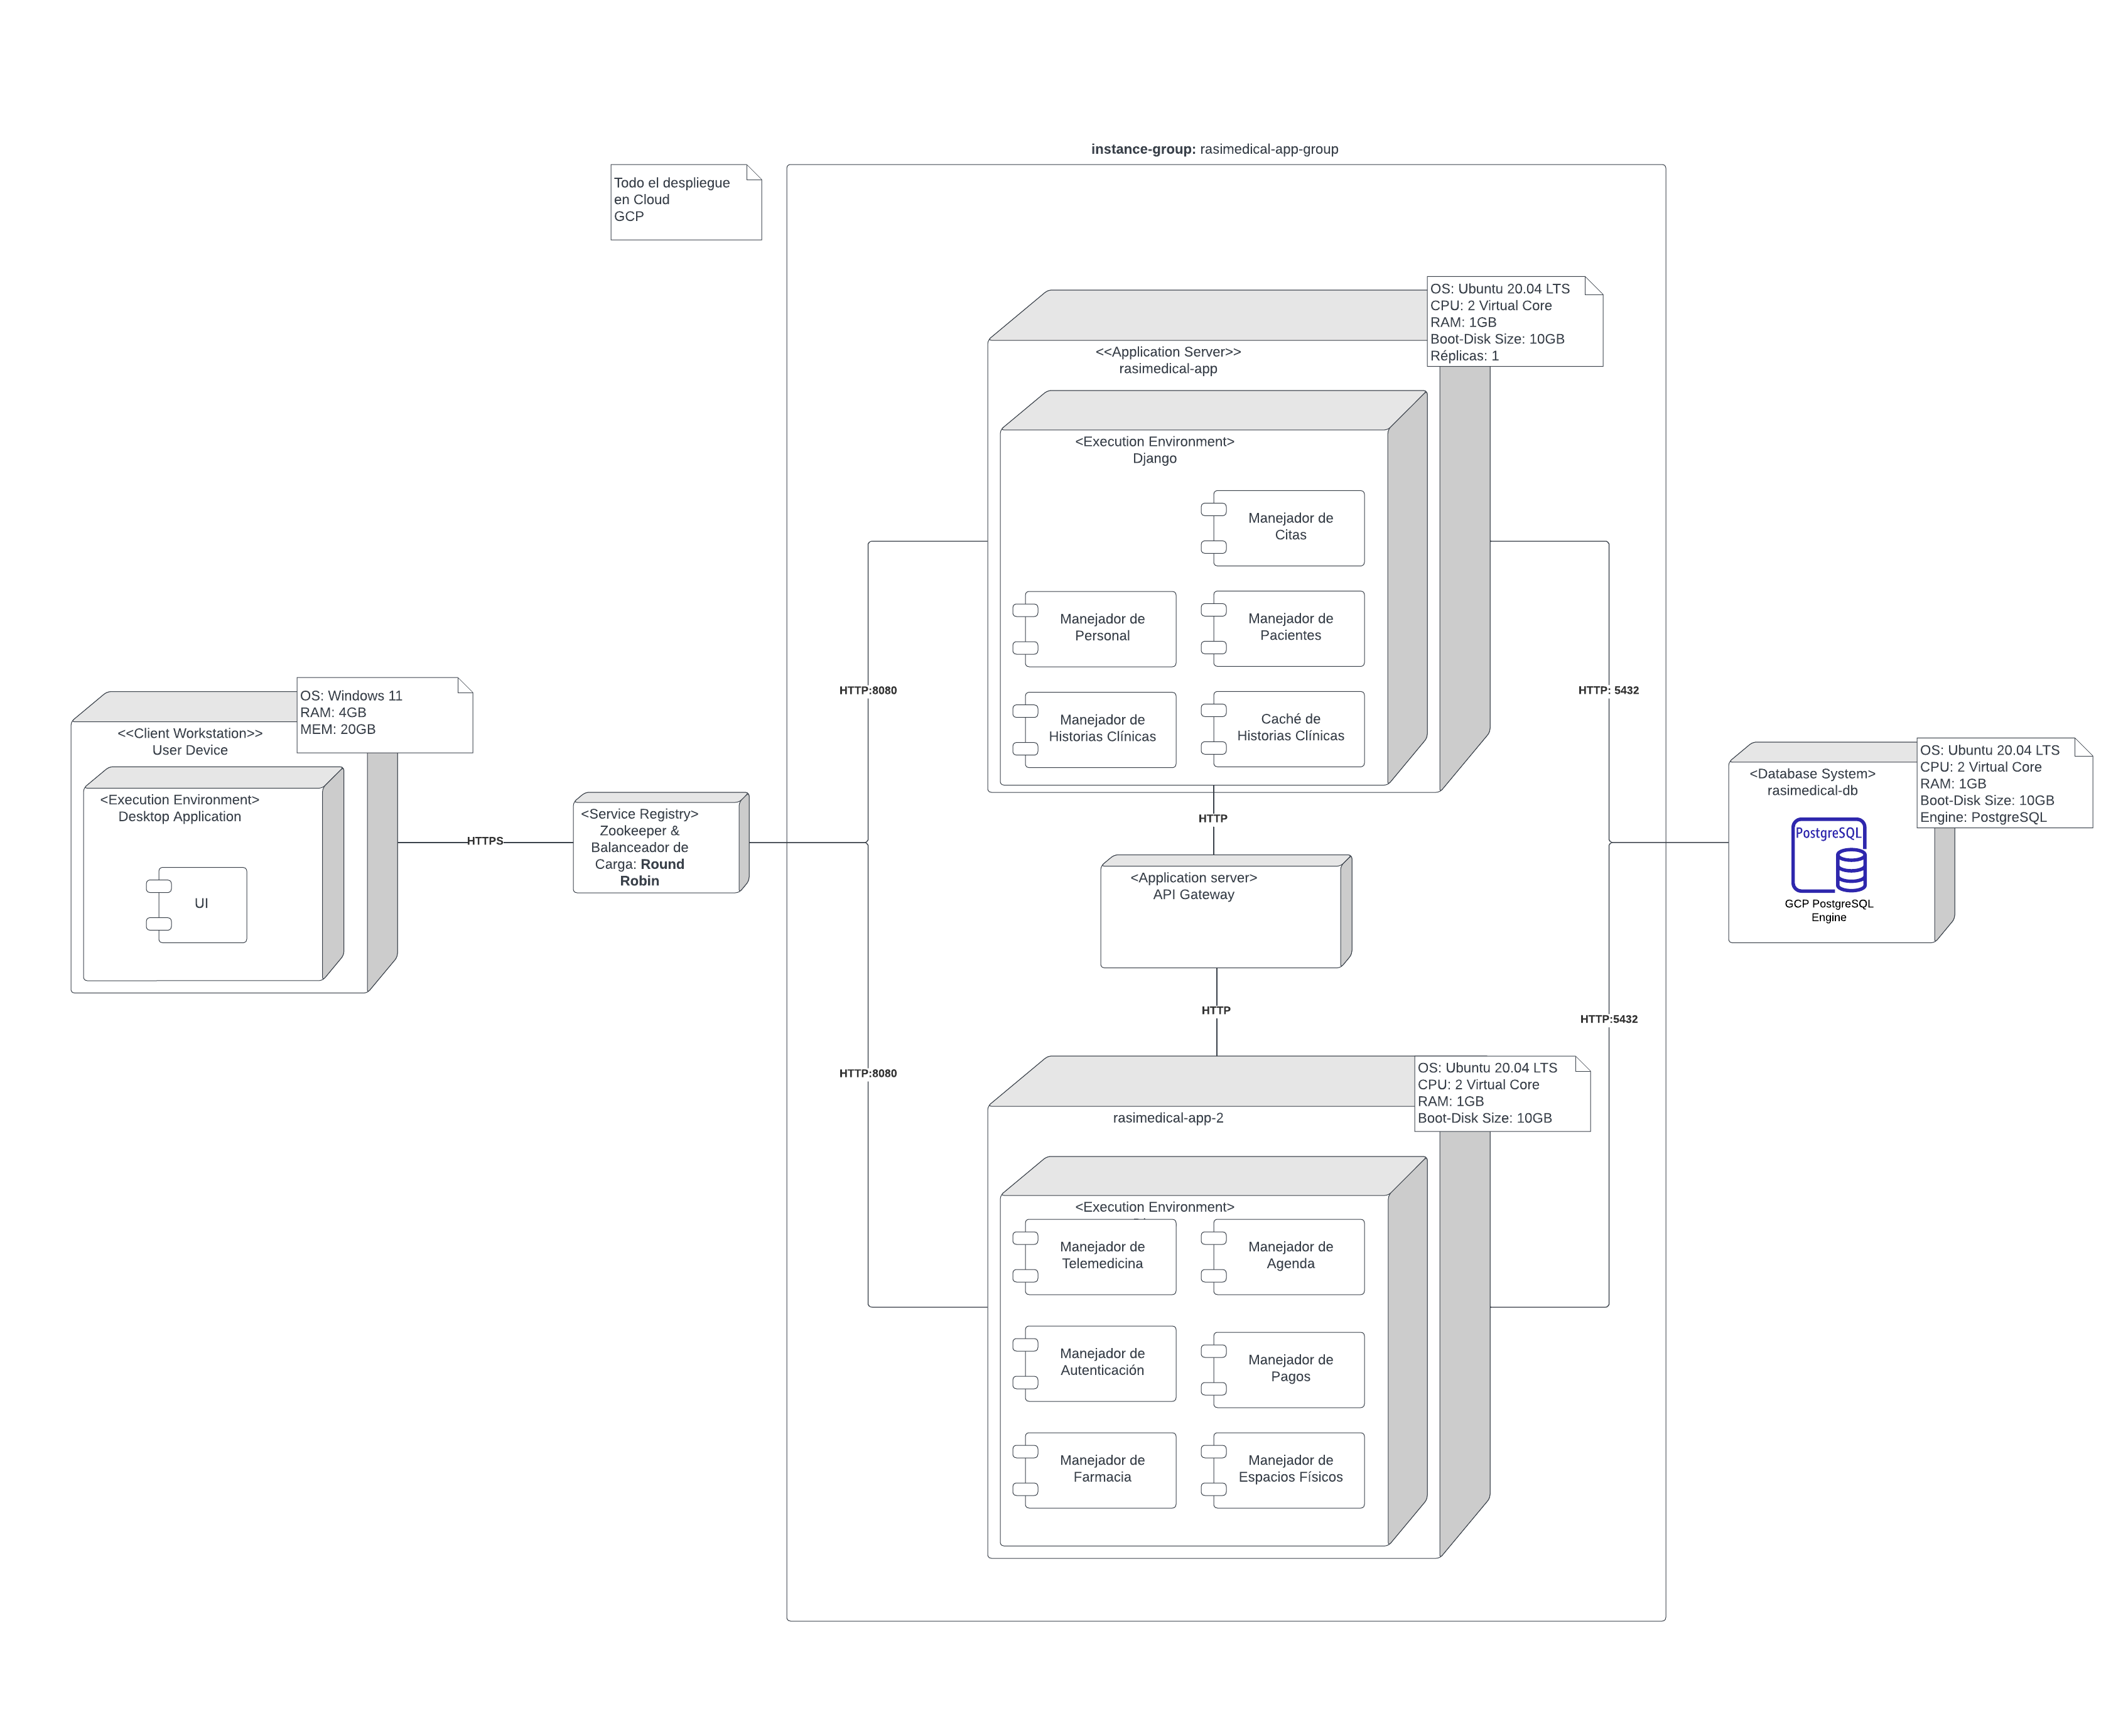 instance-group: rasimedical-app-group
Todo el despliegue
en Cloud
GCP
OS: Ubuntu 20.04 LTS
CPU: 2 Virtual Core
RAM: 1GB
Boot-Disk Size: 10GB
Réplicas: 1
<<Application Server>>
rasimedical-app
<Execution Environment>
Django
Manejador de
Citas
Manejador de
Personal
Manejador de
Pacientes
Manejador de
Historias Clínicas
Caché de
Historias Clínicas
HTTP:8080
HTTP: 5432
OS: Windows 11
RAM: 4GB
MEM: 20GB
<<Client Workstation>>
User Device
<Execution Environment>
Desktop Application
UI
HTTPS
<Service Registry>
Zookeeper &
Balanceador de
Carga: Round
Robin
HTTP
<Application server>
API Gateway
HTTP
OS: Ubuntu 20.04 LTS
CPU: 2 Virtual Core
RAM: 1GB
Boot-Disk Size: 10GB
Engine: PostgreSQL
<Database System>
rasimedical-db
PostgreSQL
GCP PostgreSQL
Engine
HTTP:8080
HTTP:5432
OS: Ubuntu 20.04 LTS
CPU: 2 Virtual Core
RAM: 1GB
Boot-Disk Size: 10GB
rasimedical-app-2
<Execution Environment>
Manejador de
Telemedicina
Manejador de
Agenda
Manejador de
Autenticación
Manejador de
Pagos
Manejador de
Farmacia
Manejador de
Espacios Físicos